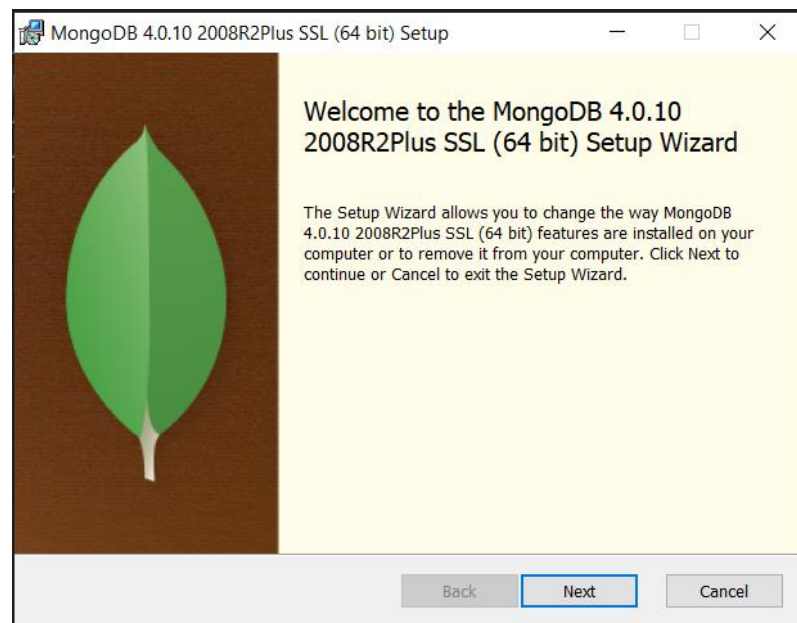 MongoDB 4.0.10 2008R2Plus SSL (64 bit) Setup
Welcome to the MongoDB 4.0.10
2008R2Plus SSL (64 bit) Setup Wizard
The Setup Wizard allows you to change the way MongoDB
4.0.10 2008R2Plus SSL (64 bit) features are installed on your
computer or to remove it from your computer. Click Next to
continue or Cancel to exit the Setup Wizard.
Back
Next
Cancel